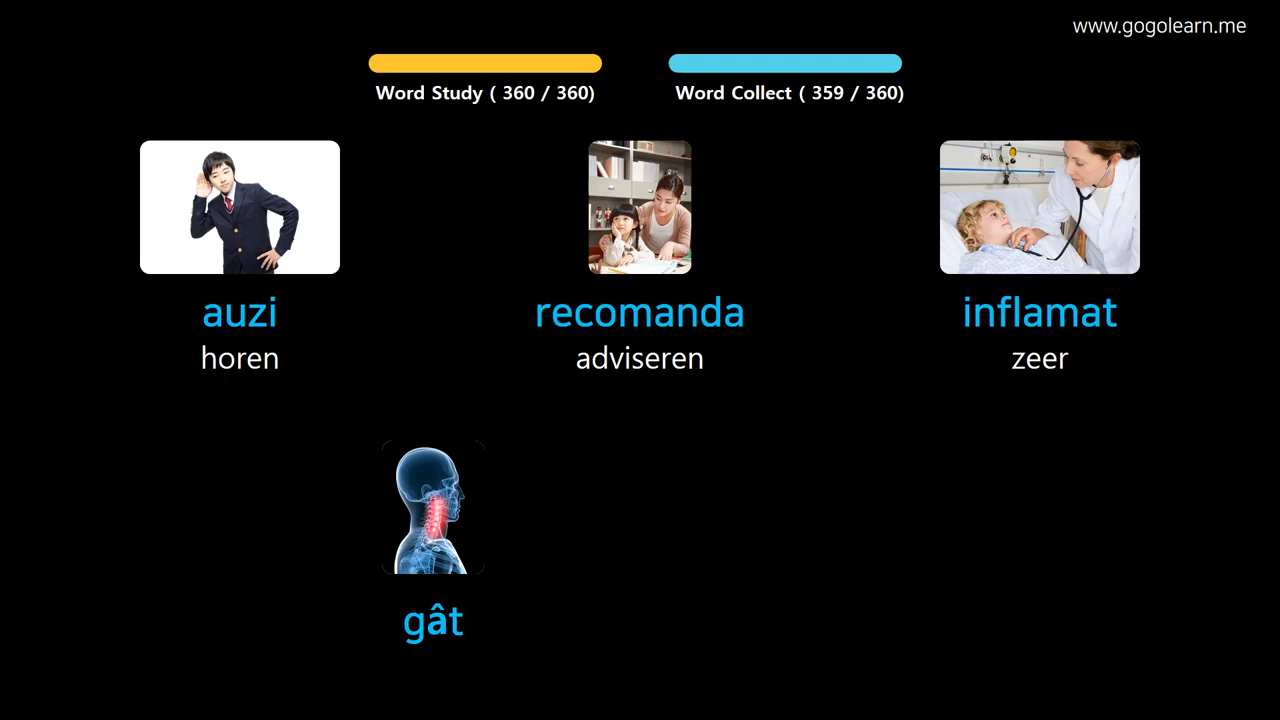 www.gogolearn.me
Word Study ( 360 / 360)
Word Collect ( 359 / 360)
auzi
recomanda
inflamat
horen
adviseren
zeer
gât